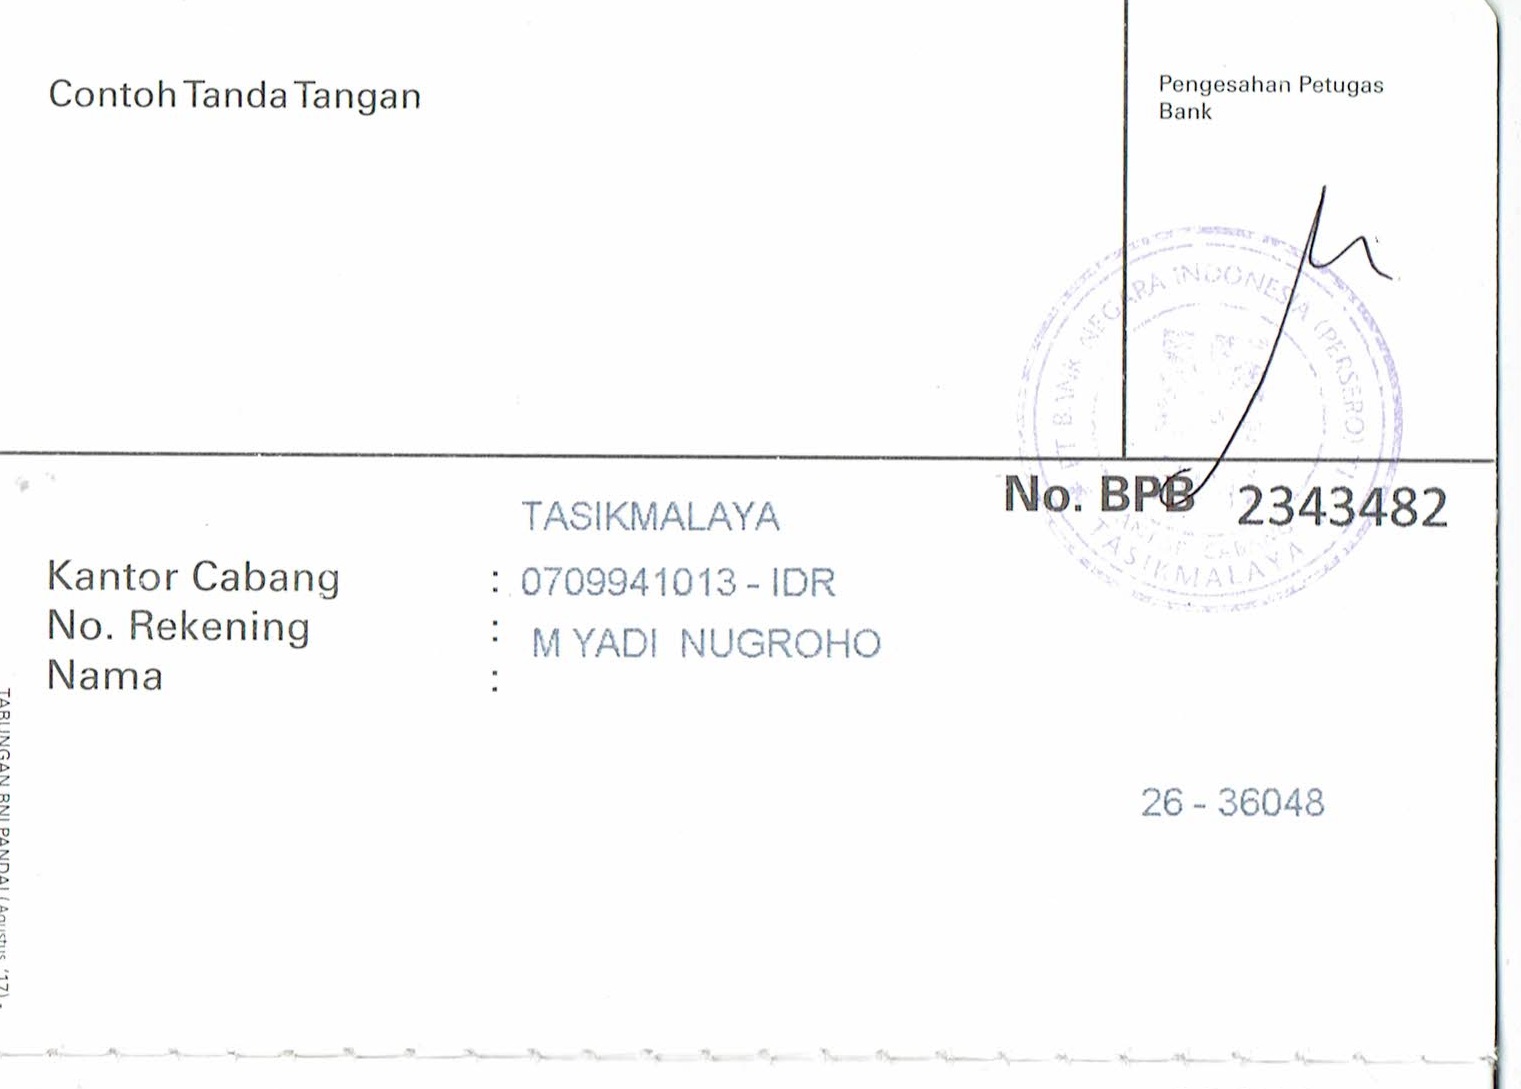 Contoh Tanda Tangan
Pengesahan Petugas
Bank
PT BANK NEGARA INDONESIA (PERSERO) Tbk
KANTOR CABANG
TASIKMALAYA
No. BPB 2343482
TASIKMALAYA
Kantor Cabang : 0709941013 - IDR
No. Rekening : M YADI NUGROHO
Nama :
26 - 36048
TABUNGAN BNI PANDAI (Agustus '17)